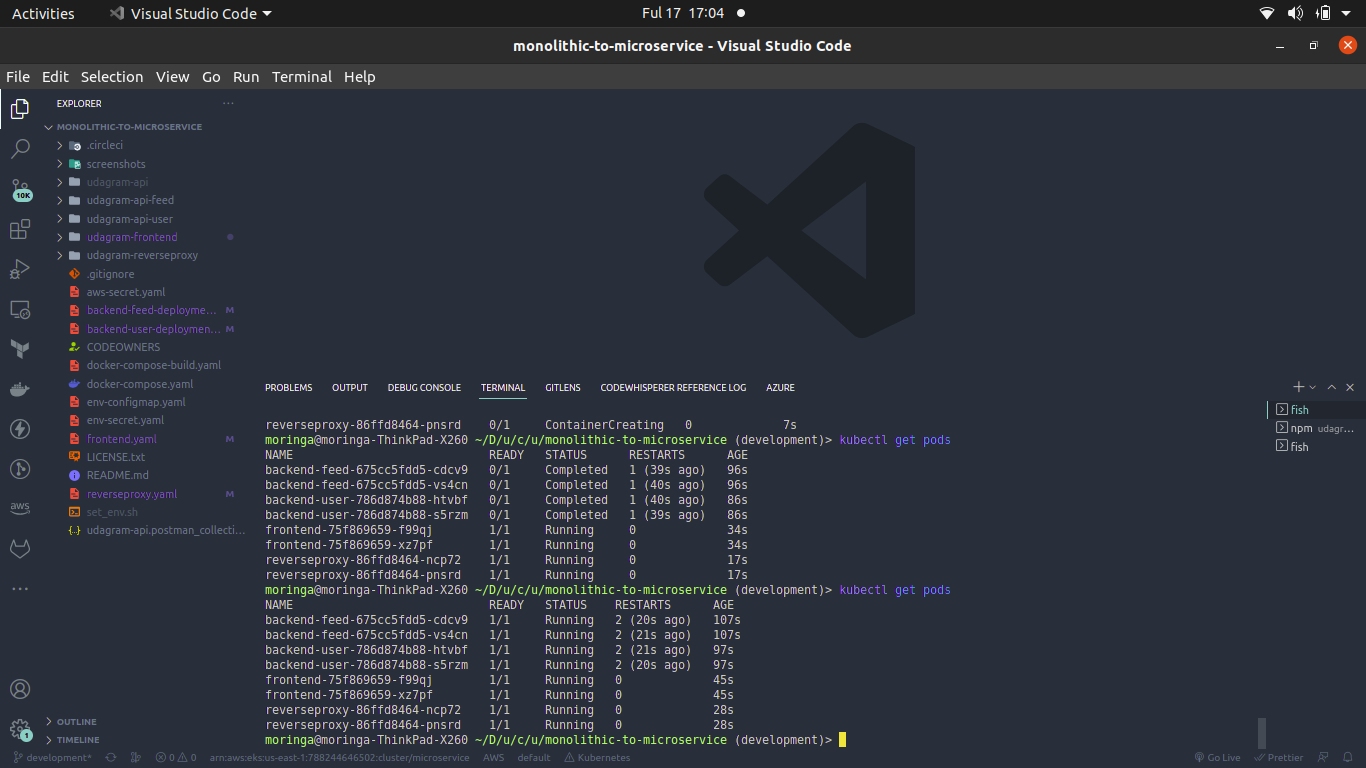 Activities
Visual Studio Code
Ful 17 17:04
monolithic-to-microservice - Visual Studio Code
File Edit Selection View Go Run Terminal Help
EXPLORER
MONOLITHIC-TO-MICROSERVICE
.circleci
screenshots
udagram-api
udagram-api-feed
udagram-api-user
udagram-frontend
udagram-reverseproxy
.gitignore
aws-secret.yaml
backend-feed-deployme... M
backend-user-deploymen... M
CODEOWNERS
docker-compose-build.yaml
docker-compose.yaml
env-configmap.yaml
env-secret.yaml
frontend.yaml M
LICENSE.txt
README.md
reverseproxy.yaml M
set_env.sh
udagram-api.postman_collecti...
10K
aws
1
OUTLINE
TIMELINE
PROBLEMS OUTPUT DEBUG CONSOLE TERMINAL GITLENS CODEWHISPERER REFERENCE LOG AZURE
reverseproxy-86ffd8464-pnsrd 0/1 ContainerCreating 0 7s
moringa@moringa-ThinkPad-X260 ~/D/u/c/u/monolithic-to-microservice (development)> kubectl get pods
NAME READY STATUS RESTARTS AGE
backend-feed-675cc5fdd5-cdcv9 0/1 Completed 1 (39s ago) 96s
backend-feed-675cc5fdd5-vs4cn 0/1 Completed 1 (40s ago) 96s
backend-user-786d874b88-htvbf 0/1 Completed 1 (40s ago) 86s
backend-user-786d874b88-s5rzm 0/1 Completed 1 (39s ago) 86s
frontend-75f869659-f99qj 1/1 Running 0 34s
frontend-75f869659-xz7pf 1/1 Running 0 34s
reverseproxy-86ffd8464-ncp72 1/1 Running 0 17s
reverseproxy-86ffd8464-pnsrd 1/1 Running 0 17s
moringa@moringa-ThinkPad-X260 ~/D/u/c/u/monolithic-to-microservice (development)> kubectl get pods
NAME READY STATUS RESTARTS AGE
backend-feed-675cc5fdd5-cdcv9 1/1 Running 2 (20s ago) 107s
backend-feed-675cc5fdd5-vs4cn 1/1 Running 2 (21s ago) 107s
backend-user-786d874b88-htvbf 1/1 Running 2 (21s ago) 97s
backend-user-786d874b88-s5rzm 1/1 Running 2 (20s ago) 97s
frontend-75f869659-f99qj 1/1 Running 0 45s
frontend-75f869659-xz7pf 1/1 Running 0 45s
reverseproxy-86ffd8464-ncp72 1/1 Running 0 28s
reverseproxy-86ffd8464-pnsrd 1/1 Running 0 28s
moringa@moringa-ThinkPad-X260 ~/D/u/c/u/monolithic-to-microservice (development)>
fish
npm udagr...
fish
development* 0 0 arn:aws:eks:us-east-1:788244646502:cluster/microservice AWS default Kubernetes Go Live Prettier